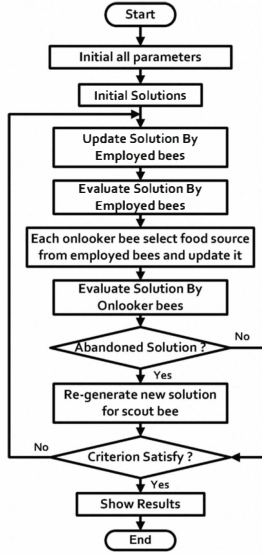 Start
Initial all parameters
Initial Solutions
Update Solution By
Employed bees
Evaluate Solution By
Employed bees
Each onlooker bee select food source
from employed bees and update it
Evaluate Solution By
Onlooker bees
Abandoned Solution ?
No
Yes
Re-generate new solution
for scout bee
No
Criterion Satisfy ?
Yes
Show Results
End